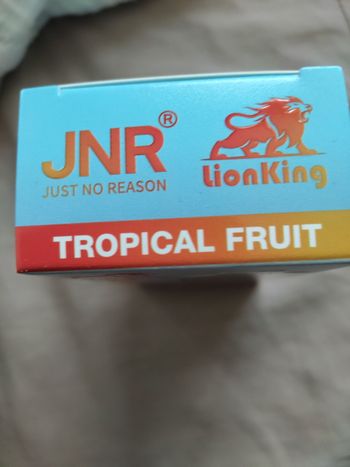 JNR®
JUST NO REASON
LionKing
TROPICAL FRUIT